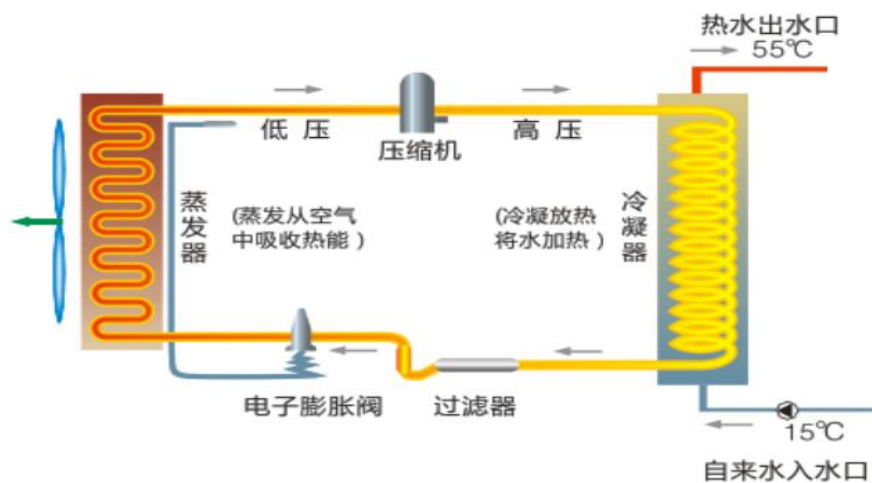 热水出水口
55℃
低 压
压缩机
高 压
蒸发器
(蒸发从空气
中吸收热能）
(冷凝放热
将水加热）
冷凝器
电子膨胀阀
过滤器
15℃
自来水入水口